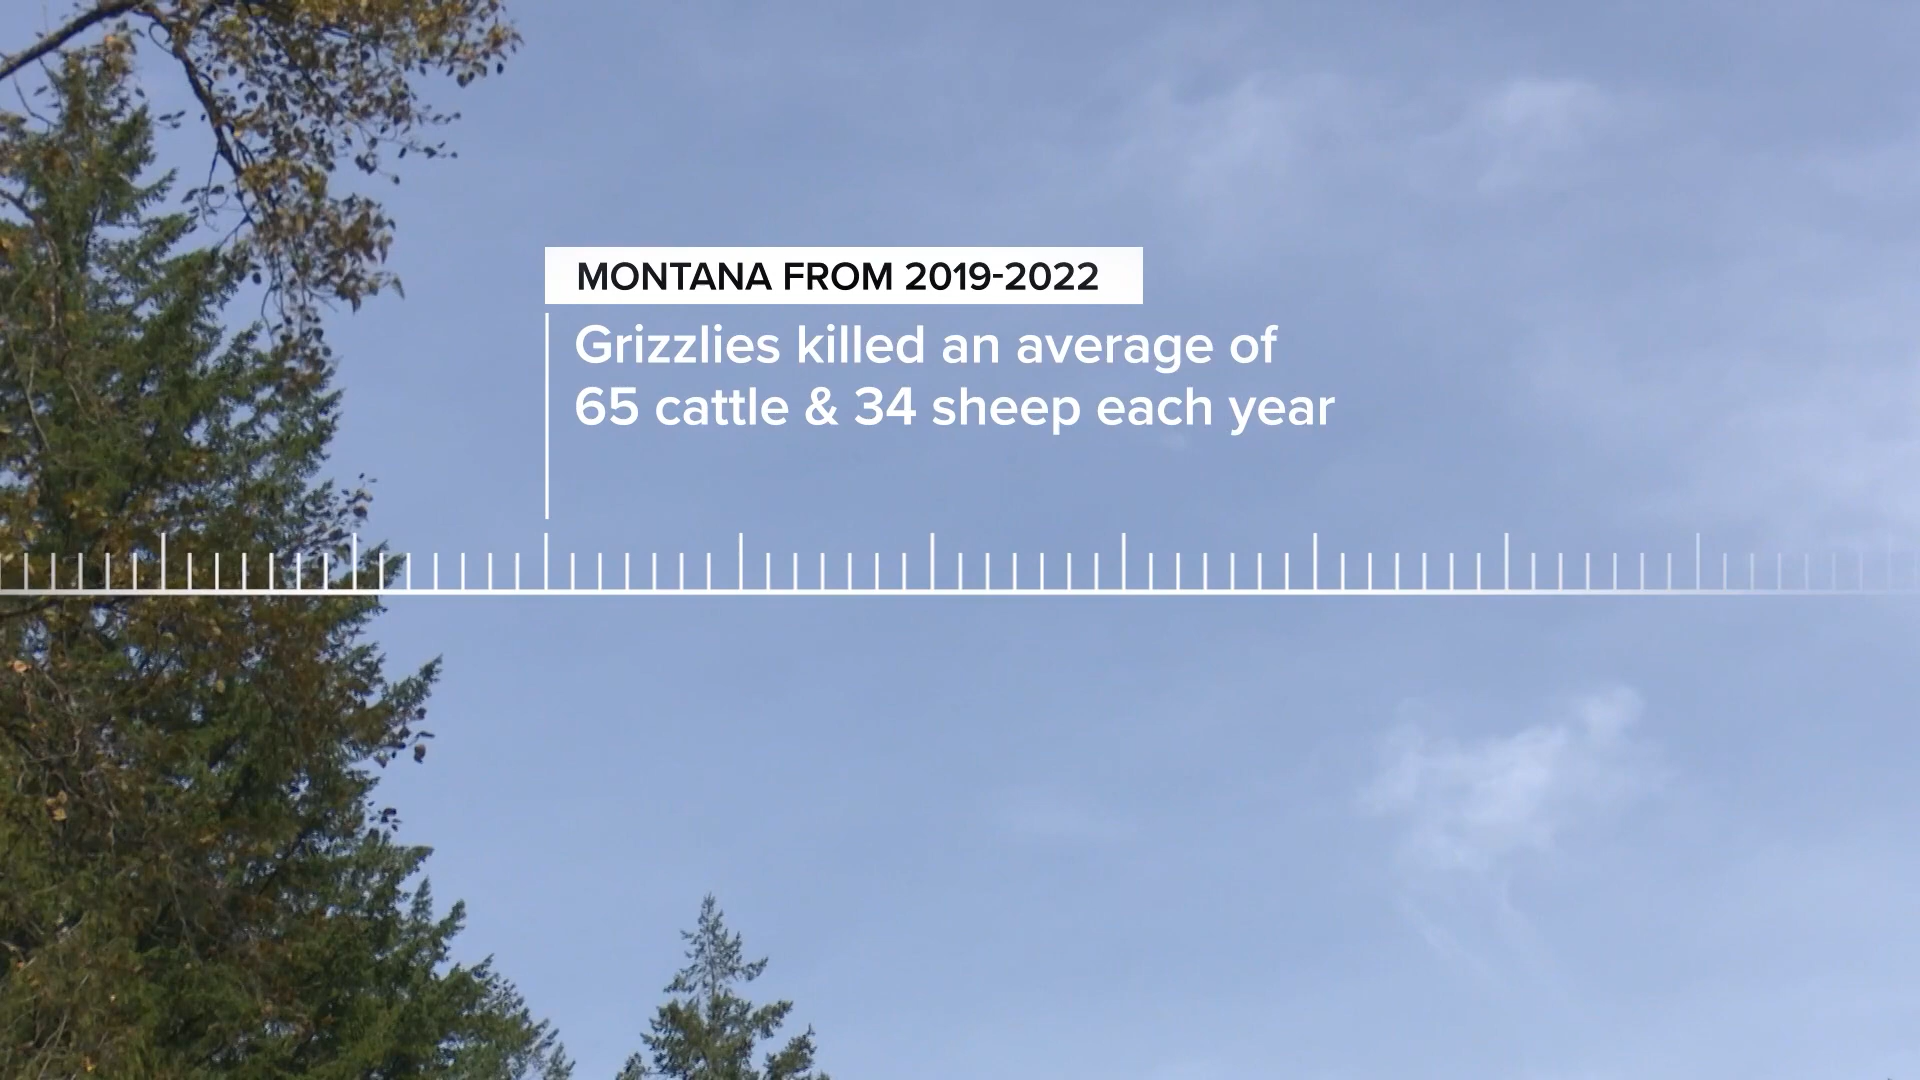 MONTANA FROM 2019-2022
Grizzlies killed an average of
65 cattle & 34 sheep each year